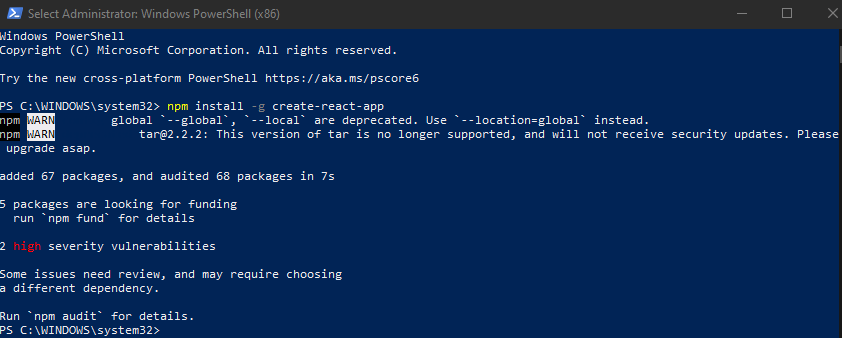 Select Administrator: Windows PowerShell (x86)
Windows PowerShell
Copyright (C) Microsoft Corporation. All rights reserved.
Try the new cross-platform PowerShell https://aka.ms/pscore6
PS C:\WINDOWS\system32> npm install -g create-react-app
npm WARN global `--global`, `--local` are deprecated. Use `--location=global` instead.
npm WARN tar@2.2.2: This version of tar is no longer supported, and will not receive security updates. Please
upgrade asap.
added 67 packages, and audited 68 packages in 7s
5 packages are looking for funding
run `npm fund` for details
2 high severity vulnerabilities
Some issues need review, and may require choosing
a different dependency.
Run `npm audit` for details.
PS C:\WINDOWS\system32>